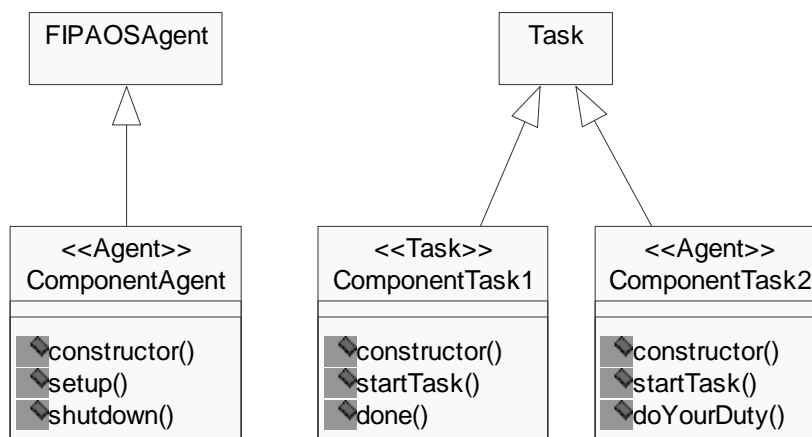 FIPAOSAgent
Task
<<Agent>>
ComponentAgent
constructor()
setup()
shutdown()
<<Task>>
ComponentTask1
constructor()
startTask()
done()
<<Agent>>
ComponentTask2
constructor()
startTask()
doYourDuty()